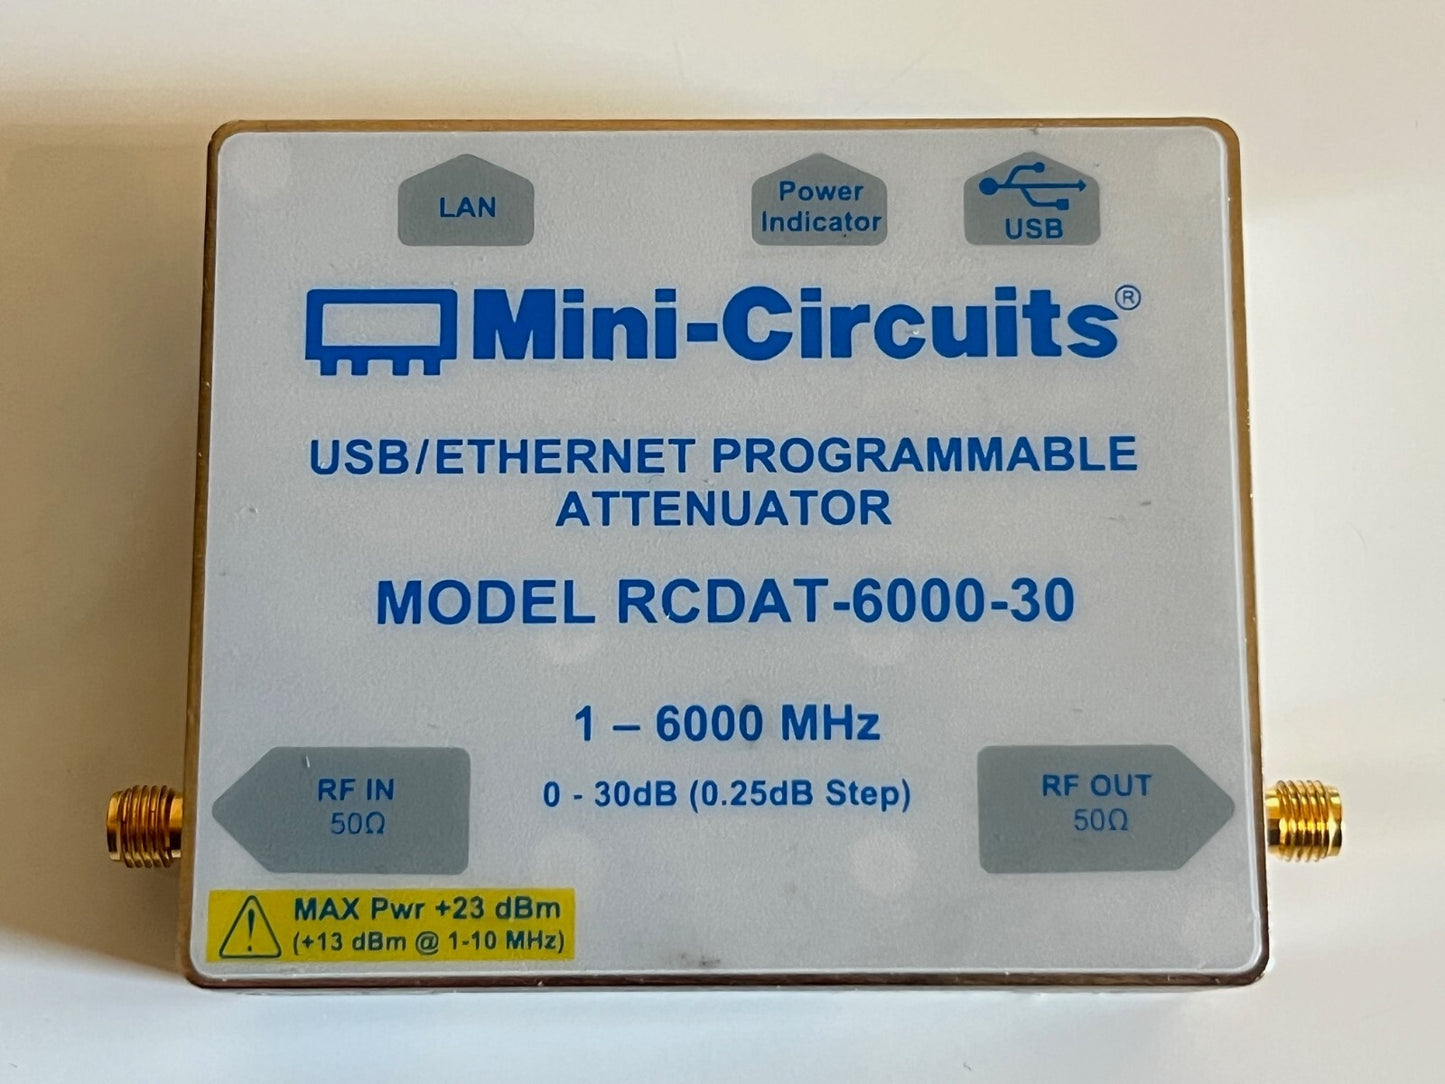 LAN
Power
Indicator
USB
Mini-Circuits®
USB/ETHERNET PROGRAMMABLE
ATTENUATOR
MODEL RCDAT-6000-30
1 – 6000 MHz
0 - 30dB (0.25dB Step)
RF IN
50Ω
RF OUT
50Ω
MAX Pwr +23 dBm
(+13 dBm @ 1-10 MHz)